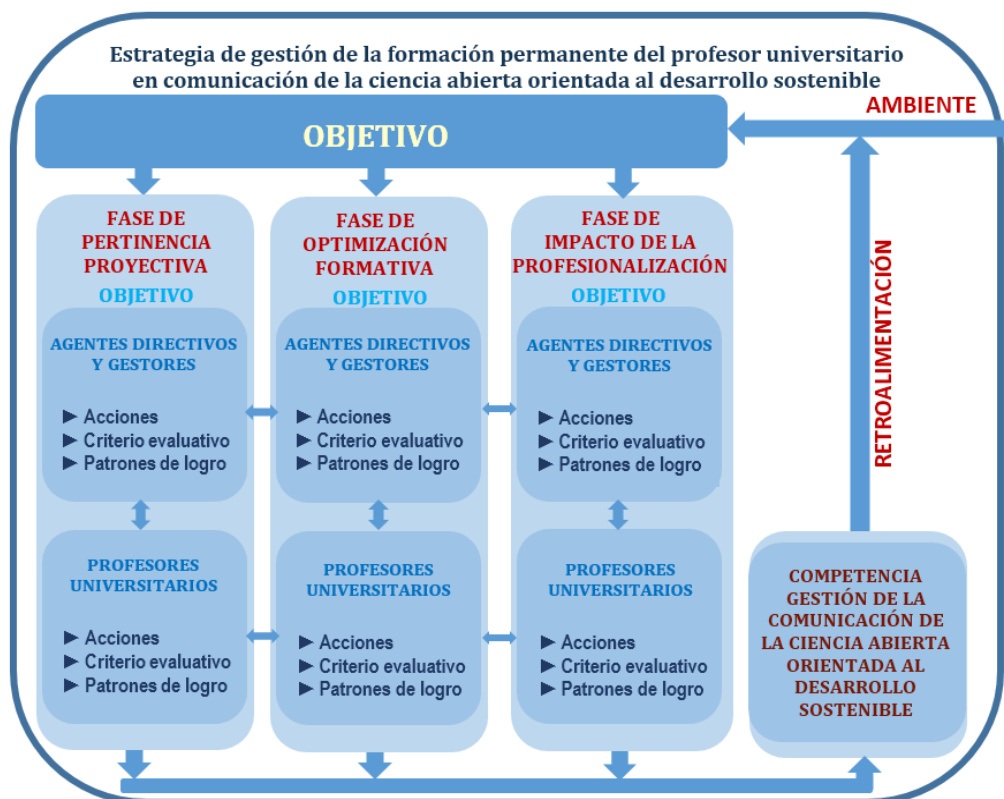 Estrategia de gestión de la formación permanente del profesor universitario
en comunicación de la ciencia abierta orientada al desarrollo sostenible
AMBIENTE
OBJETIVO
FASE DE
PERTINENCIA
PROYECTIVA
OBJETIVO
AGENTES DIRECTIVOS
Y GESTORES
► Acciones
► Criterio evaluativo
► Patrones de logro
PROFESORES
UNIVERSITARIOS
► Acciones
► Criterio evaluativo
► Patrones de logro
FASE DE
OPTIMIZACIÓN
FORMATIVA
OBJETIVO
AGENTES DIRECTIVOS
Y GESTORES
► Acciones
► Criterio evaluativo
► Patrones de logro
PROFESORES
UNIVERSITARIOS
► Acciones
► Criterio evaluativo
► Patrones de logro
FASE DE
IMPACTO DE LA
PROFESIONALIZACIÓN
OBJETIVO
AGENTES DIRECTIVOS
Y GESTORES
► Acciones
► Criterio evaluativo
► Patrones de logro
PROFESORES
UNIVERSITARIOS
► Acciones
► Criterio evaluativo
► Patrones de logro
RETROALIMENTACIÓN
COMPETENCIA
GESTIÓN DE LA
COMUNICACIÓN DE
LA CIENCIA ABIERTA
ORIENTADA AL
DESARROLLO
SOSTENIBLE